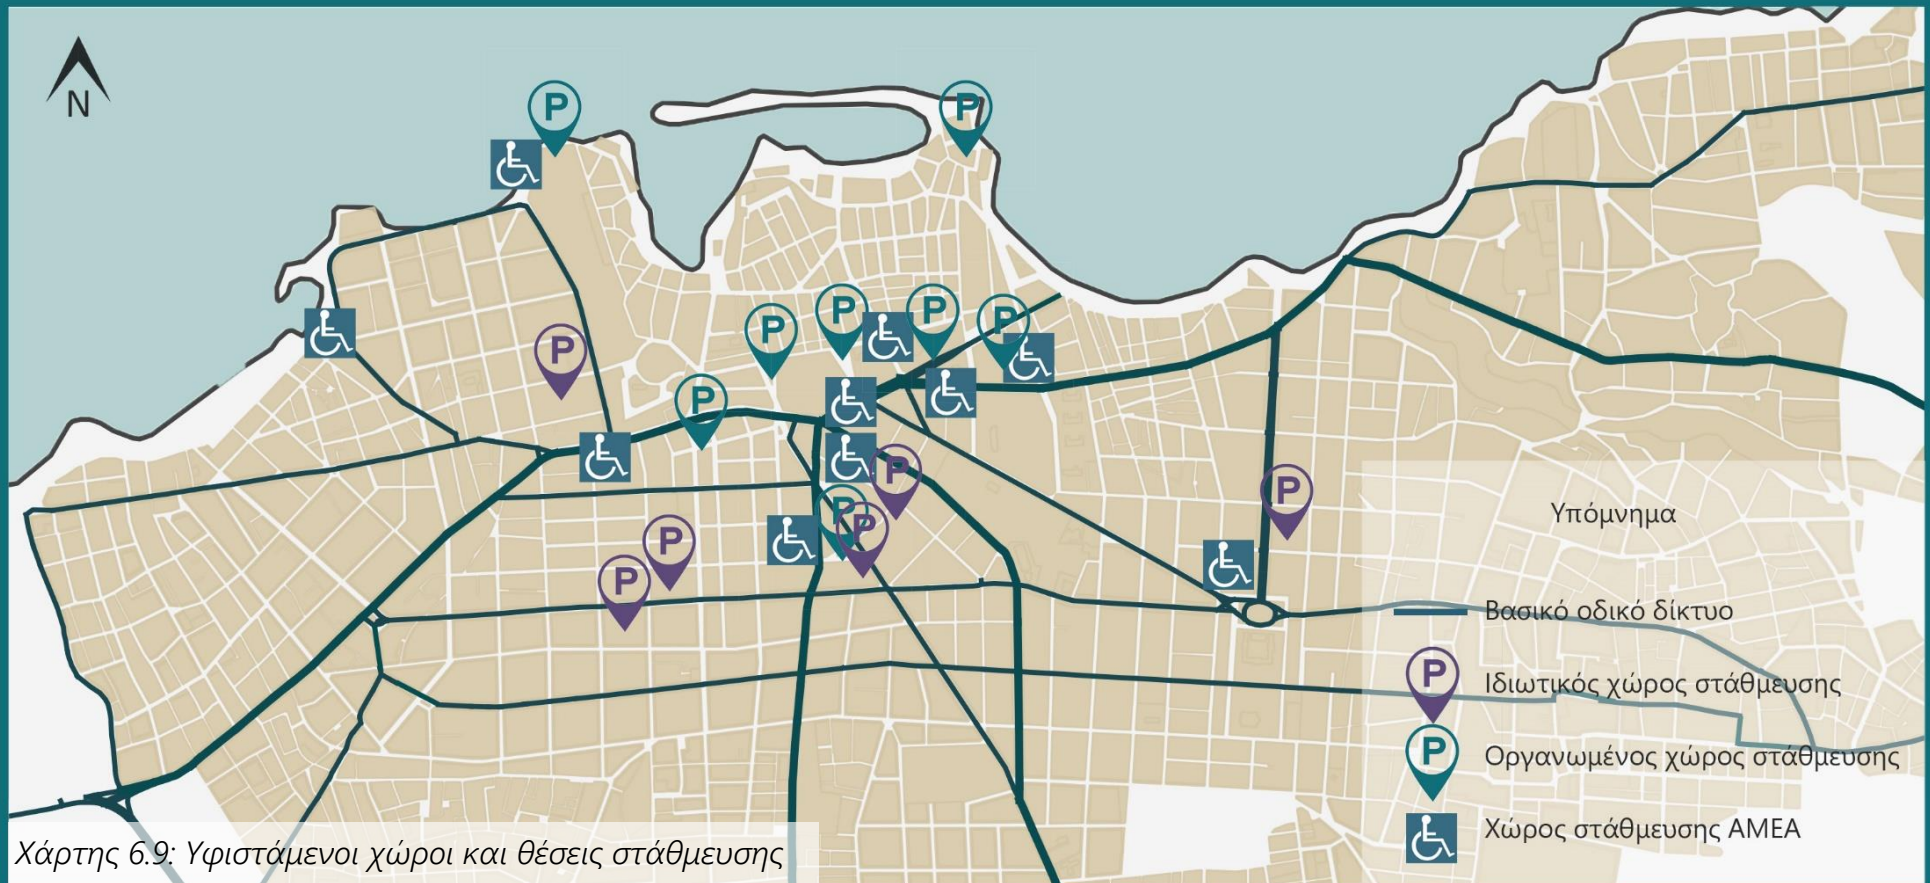 N
P
P
P
P
P
P
P
P
P
P
P
P
P
P
Υπόμνημα
Βασικό οδικό δίκτυο
P
Ιδιωτικός χώρος στάθμευσης
P
Οργανωμένος χώρος στάθμευσης
Χώρος στάθμευσης ΑΜΕΑ
Χάρτης 6.9: Υφιστάμενοι χώροι και θέσεις στάθμευσης